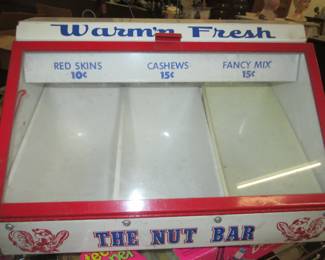 Warm'n Fresh
RED SKINS CASHEWS FANCY MIX
10¢ 15¢ 15¢
THE NUT BAR